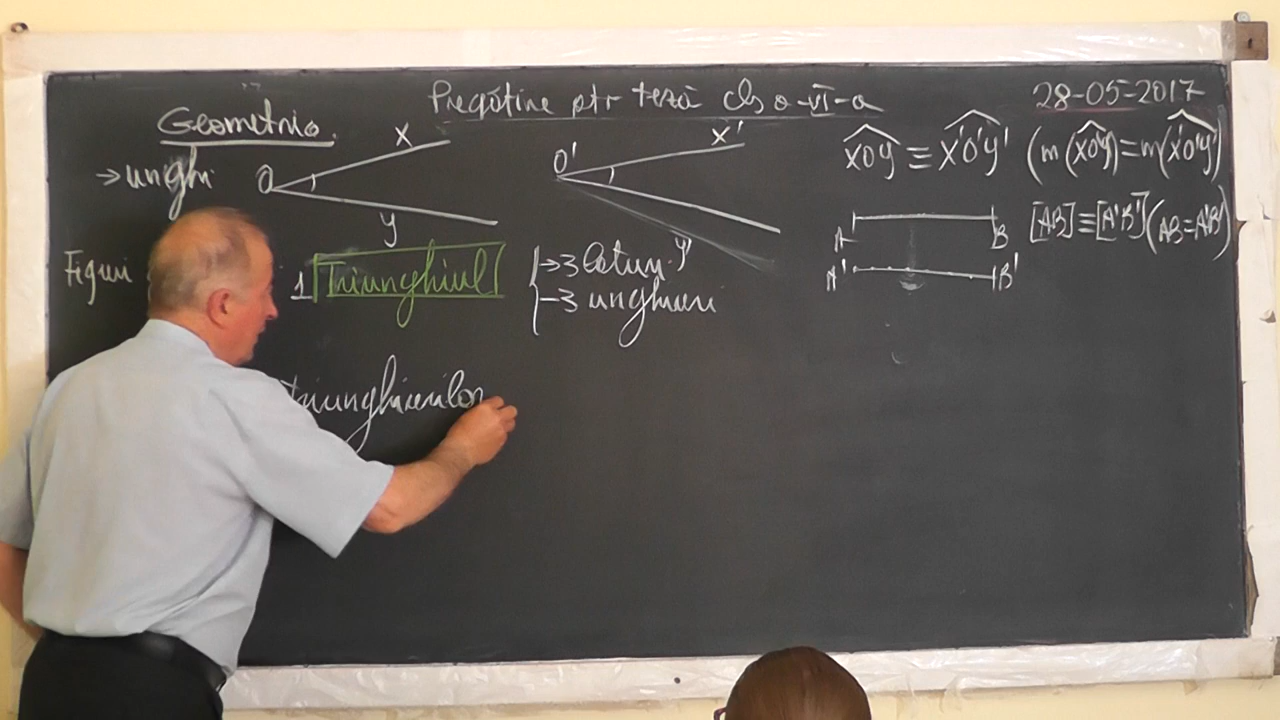 Pregătire ptr teză cls a-VI-a
28-05-2017
Geometrie.
→ unghi
O x y
O' x' y'
xOy ≡ x'O'y' (m(xOy)=m(x'O'y')
A B
A' B'
[AB]≡[A'B'](AB=A'B')
Figuri
1 Triunghiul
→3 laturi
-3 unghiuri
triunghiurilor